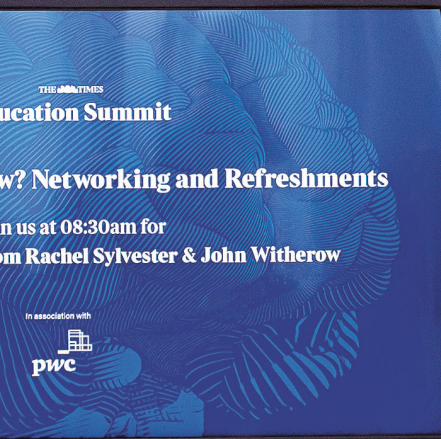 THE TIMES
ucation Summit
w? Networking and Refreshments
n us at 08:30am for
om Rachel Sylvester & John Witherow
In association with
pwc